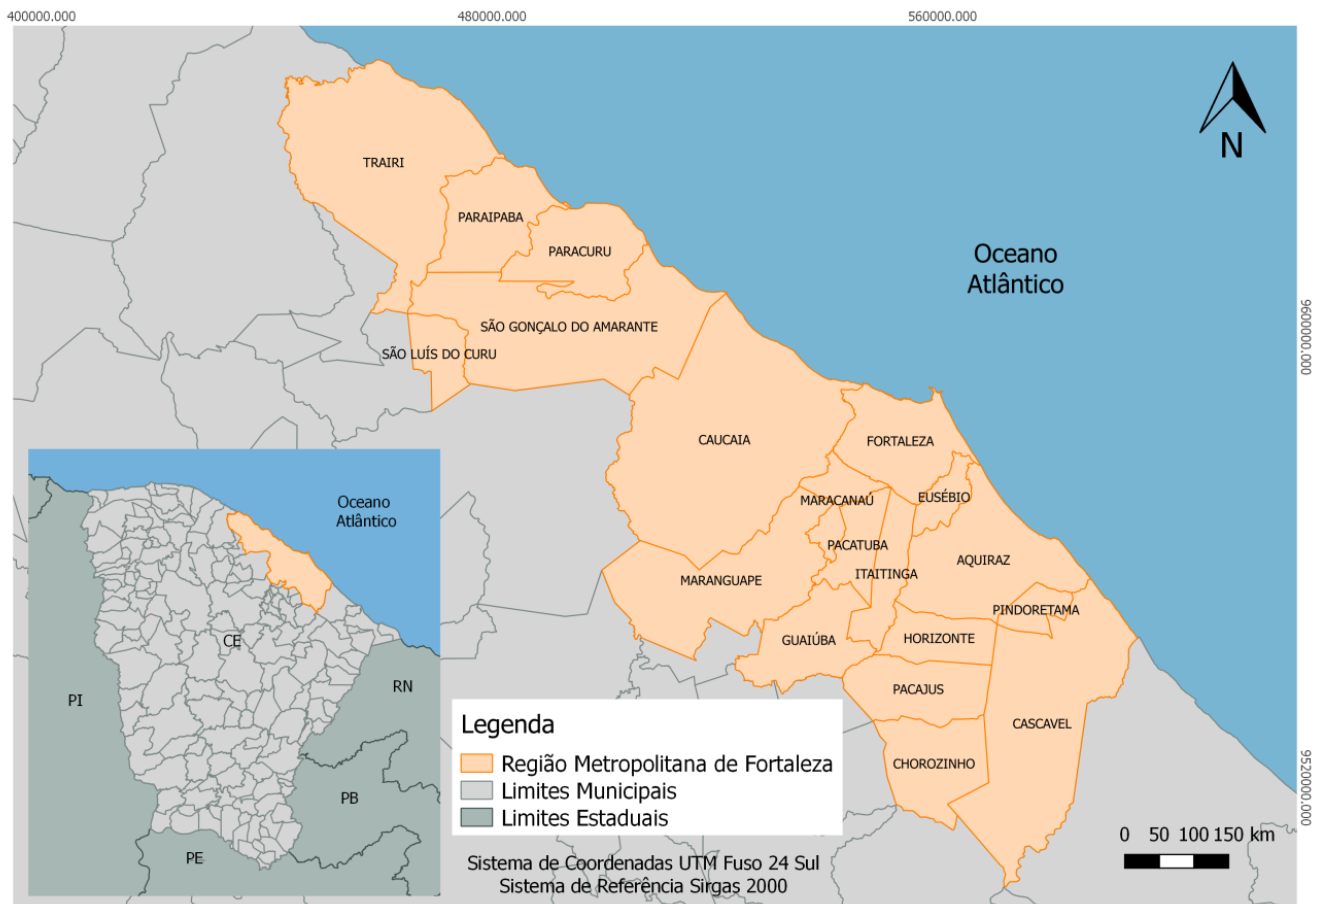 400000.000
480000.000
560000.000
N
TRAIRI
PARAIPABA
PARACURU
Oceano
Atlântico
9600000.000
SÃO GONÇALO DO AMARANTE
SÃO LUÍS DO CURU
CAUCAIA
FORTALEZA
MARACANAÚ
EUSÉBIO
PACATUBA
AQUIRAZ
ITAITINGA
MARANGUAPE
PINDORETAMA
GUAIÚBA
HORIZONTE
PACAJUS
CASCAVEL
CHOROZINHO
9520000.000
Oceano
Atlântico
CE
PI
RN
PB
PE
Legenda
Região Metropolitana de Fortaleza
Limites Municipais
Limites Estaduais
0 50 100 150 km
Sistema de Coordenadas UTM Fuso 24 Sul
Sistema de Referência Sirgas 2000